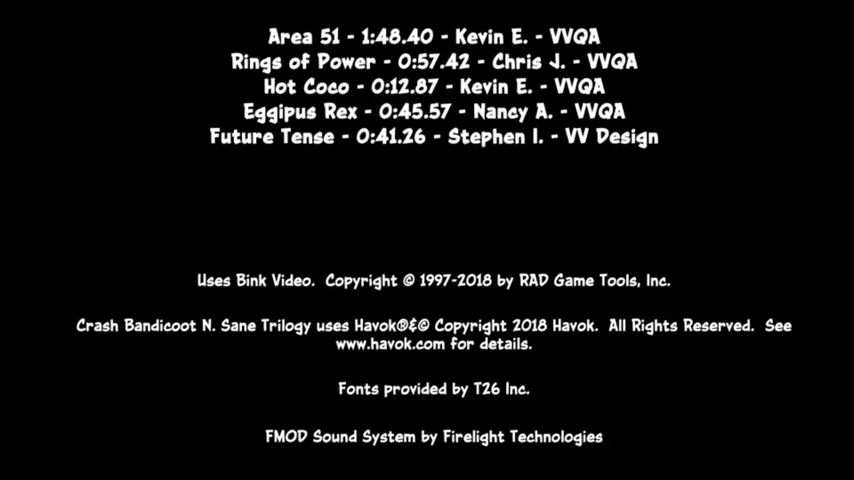 Area 51 - 1:48.40 - Kevin E. - VVQA
Rings of Power - 0:57.42 - Chris J. - VVQA
Hot Coco - 0:12.87 - Kevin E. - VVQA
Eggipus Rex - 0:45.57 - Nancy A. - VVQA
Future Tense - 0:41.26 - Stephen I. - VV Design
Uses Bink Video.  Copyright © 1997-2018 by RAD Game Tools, Inc.
Crash Bandicoot N. Sane Trilogy uses Havok®&© Copyright 2018 Havok.  All Rights Reserved.  See
www.havok.com for details.
Fonts provided by T26 Inc.
FMOD Sound System by Firelight Technologies